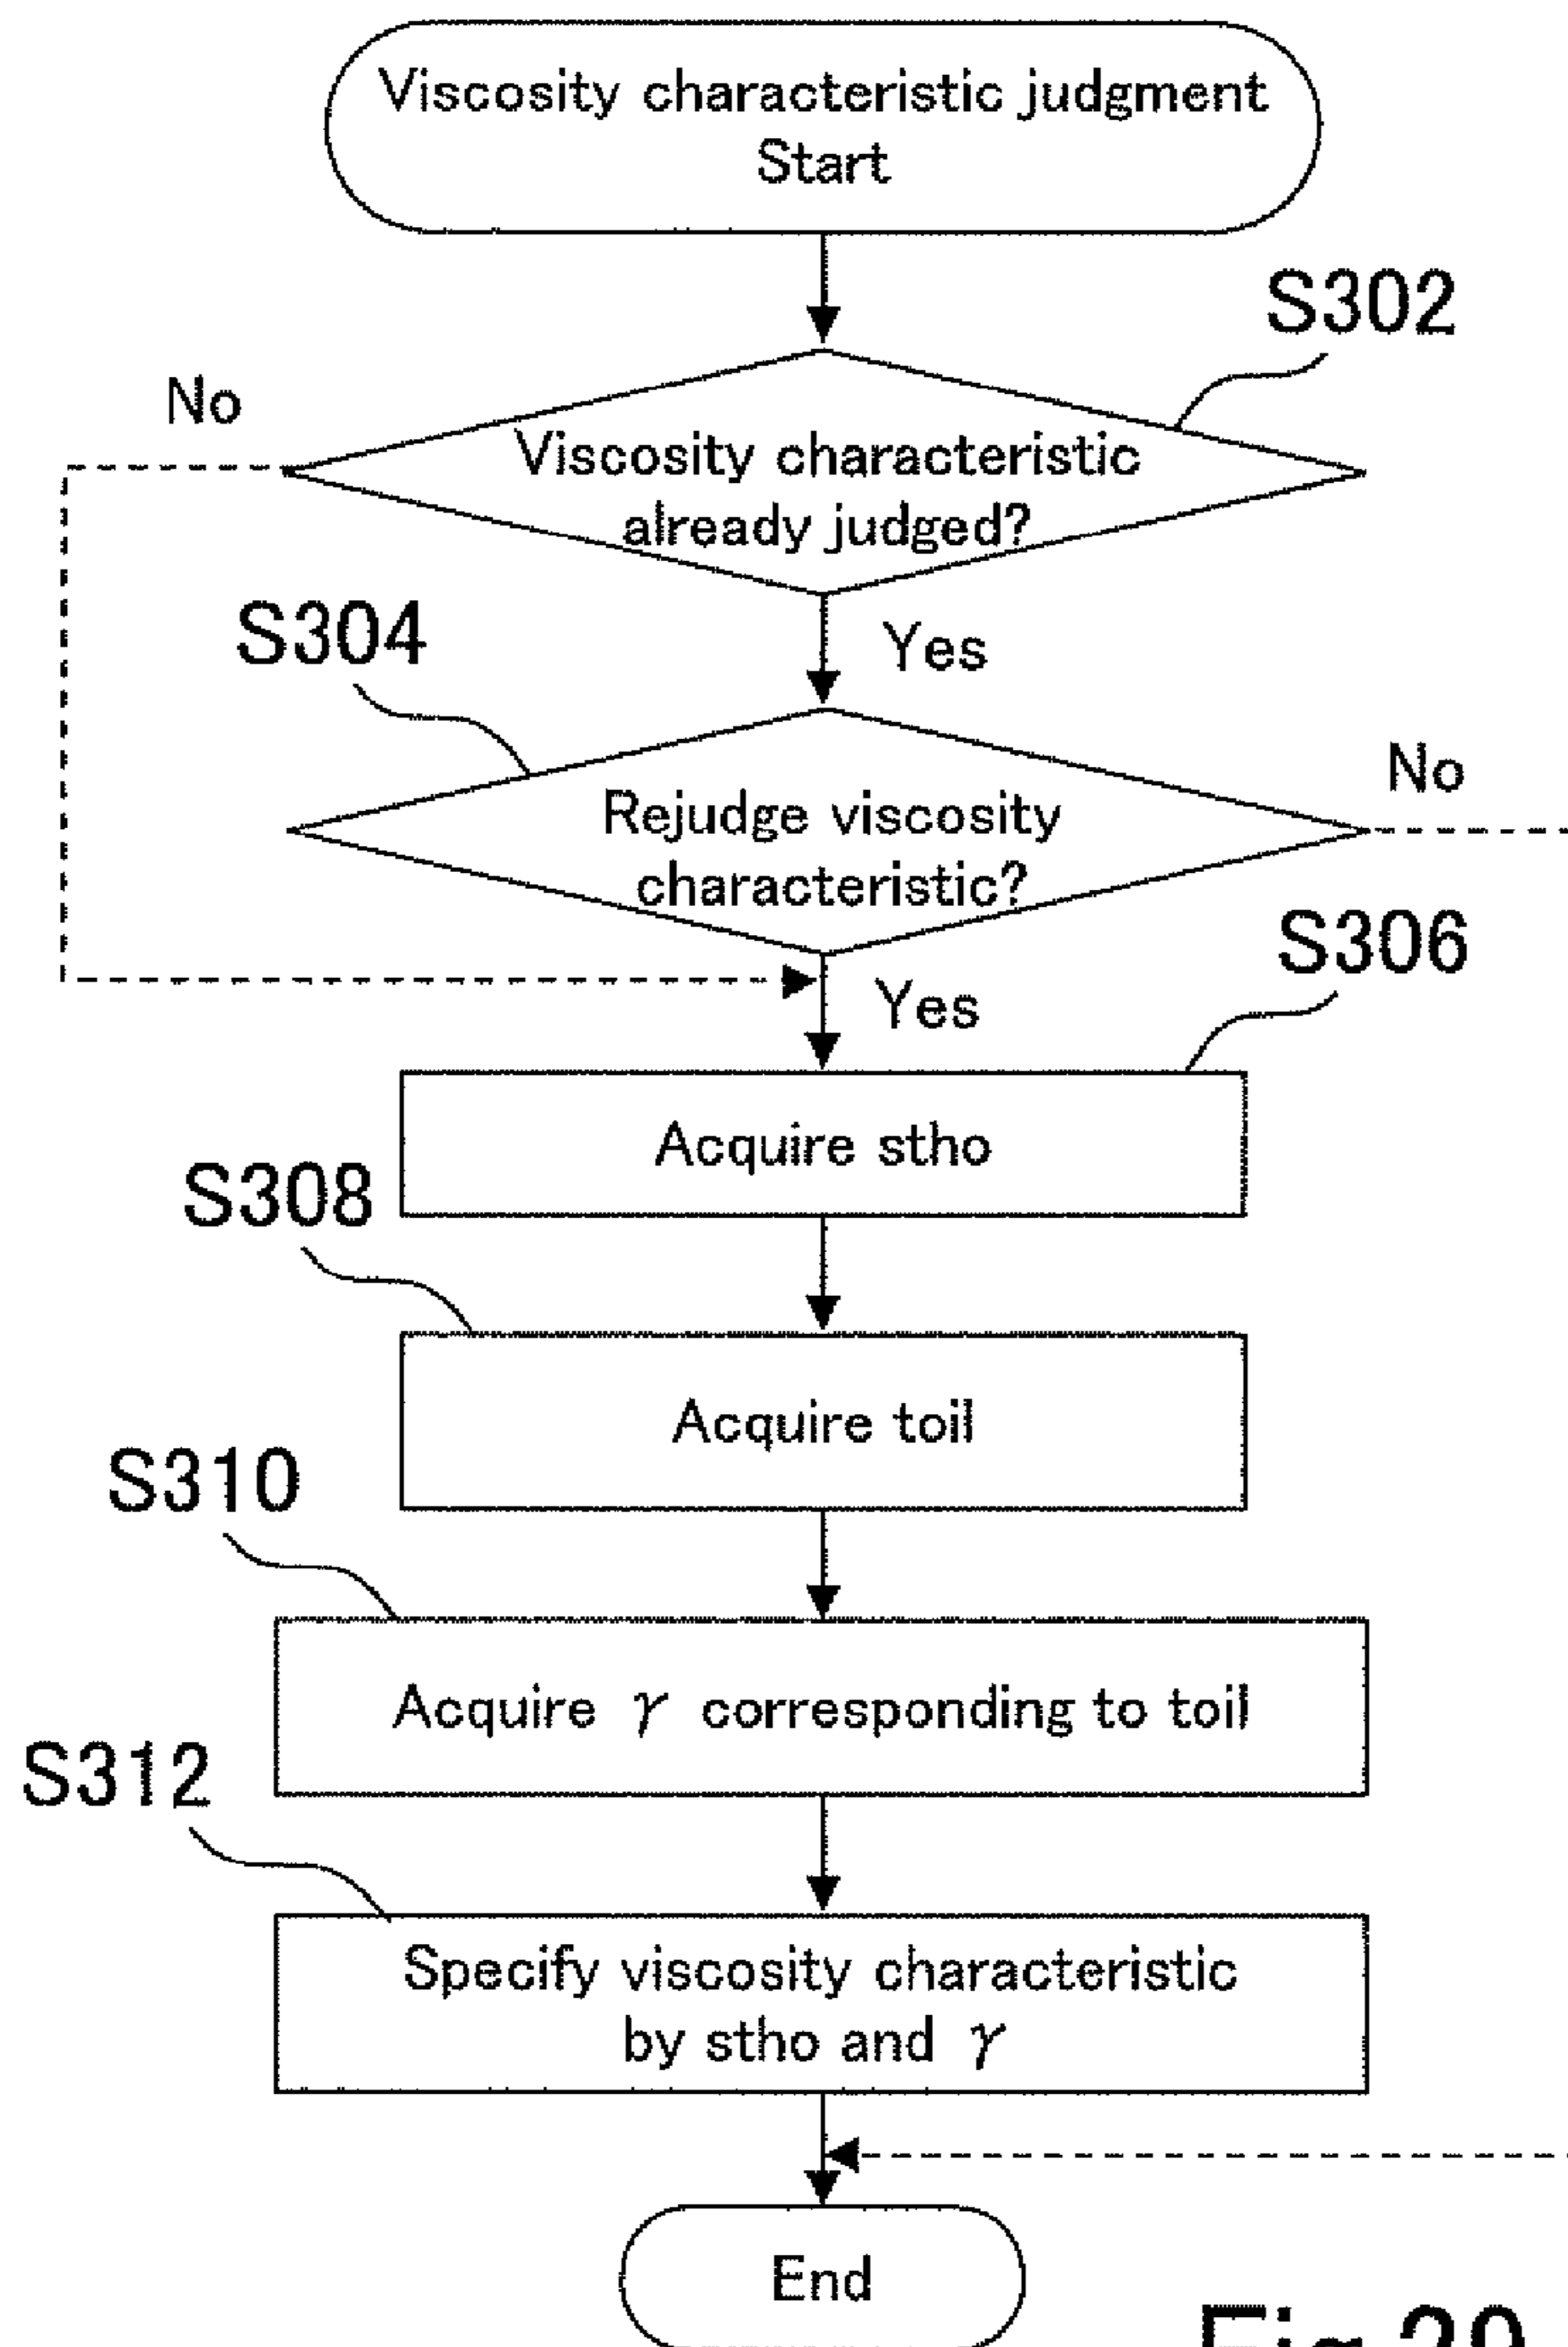 Viscosity characteristic judgment
Start
S302
No
Viscosity characteristic
already judged?
S304
Yes
No
Rejudge viscosity
characteristic?
S306
Yes
Acquire stho
S308
Acquire toil
S310
Acquire γ corresponding to toil
S312
Specify viscosity characteristic
by stho and γ
End